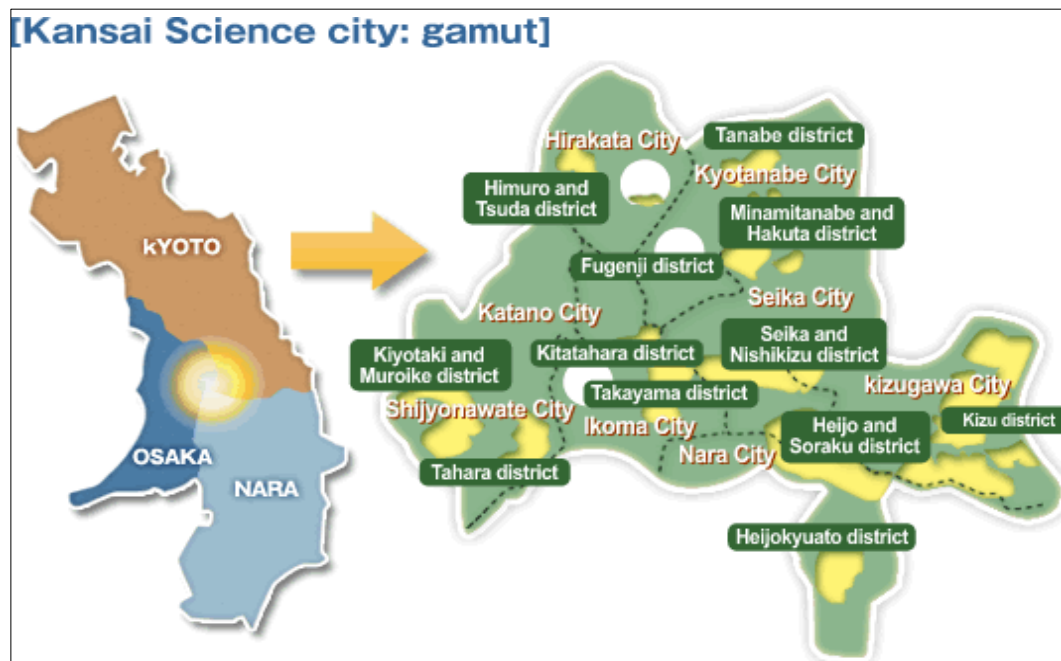 [Kansai Science city: gamut]
kYOTO
OSAKA
NARA
Hirakata City
Tanabe district
Kyotanabe City
Himuro and
Tsuda district
Minamitanabe and
Hakuta district
Fugenji district
Seika City
Katano City
Seika and
Nishikizu district
Kiyotaki and
Muroike district
Kitatahara district
kizugawa City
Takayama district
Shijyonawate City
Ikoma City
Heijo and
Soraku district
Kizu district
Nara City
Tahara district
Heijokyuato district